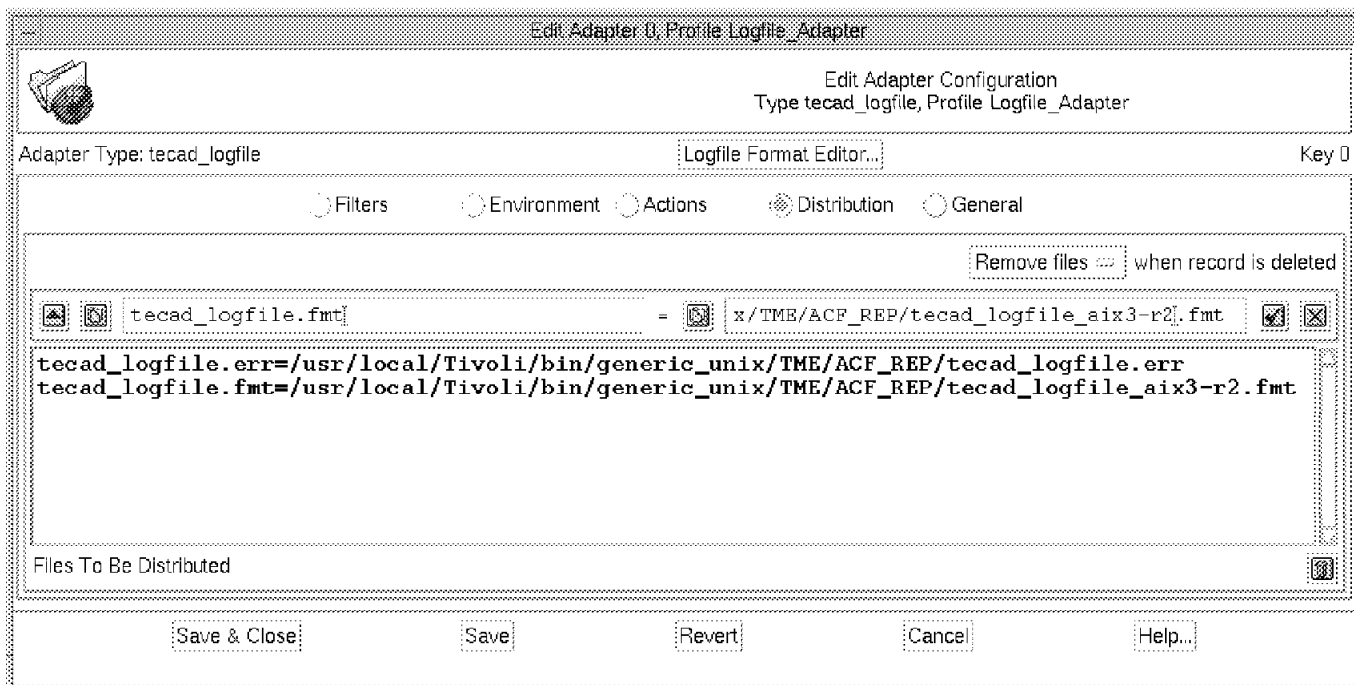 Edit Adapter 0, Profile Logfile_Adapter
Edit Adapter Configuration
Type tecad_logfile, Profile Logfile_Adapter
Adapter Type: tecad_logfile Logfile Format Editor... Key 0
Filters Environment Actions Distribution General
Remove files when record is deleted
tecad_logfile.fmt = x/TME/ACF_REP/tecad_logfile_aix3-r2.fmt
tecad_logfile.err=/usr/local/Tivoli/bin/generic_unix/TME/ACF_REP/tecad_logfile.err
tecad_logfile.fmt=/usr/local/Tivoli/bin/generic_unix/TME/ACF_REP/tecad_logfile_aix3-r2.fmt
Files To Be Distributed
Save & Close Save Revert Cancel Help...